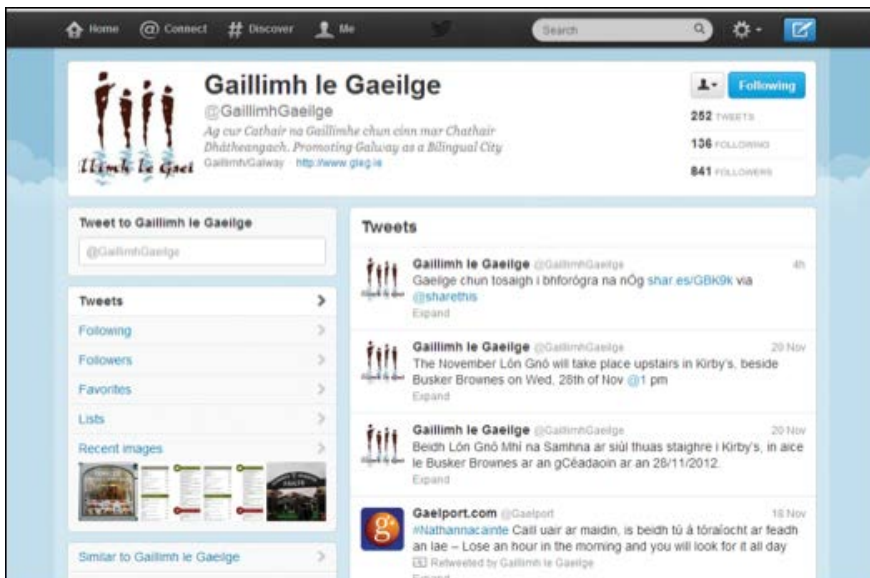 Home @ Connect # Discover Me Search
Gaillimh le Gaeilge
@GaillimhGaeilge
Ag cur Cathair na Gaillimhe chun cinn mar Chathair
Dhátheangach. Promoting Galway as a Bilingual City
Gaillimh/Galway · http://www.gleg.ie
llimh le Gaei
Following
252 TWEETS
136 FOLLOWING
841 FOLLOWERS
Tweet to Gaillimh le Gaeilge
@GaillimhGaeilge
Tweets
Following
Followers
Favorites
Lists
Recent images
Similar to Gaillimh le Gaeilge
Tweets
Gaillimh le Gaeilge @GaillimhGaeilge 4h
Gaeilge chun tosaigh i bhforógra na nÓg shar.es/GBK9k via
@sharethis
Expand
Gaillimh le Gaeilge @GaillimhGaeilge 20 Nov
The November Lón Gnó will take place upstairs in Kirby's, beside
Busker Brownes on Wed, 28th of Nov @1 pm
Expand
Gaillimh le Gaeilge @GaillimhGaeilge 20 Nov
Beidh Lón Gnó Mhí na Samhna ar siúl thuas staighre i Kirby's, in aice
le Busker Brownes ar an gCéadaoin ar an 28/11/2012.
Expand
Gaelport.com @Gaelport 18 Nov
#Nathannacainte Caill uair ar maidin, is beidh tú á tóraíocht ar feadh
an lae – Lose an hour in the morning and you will look for it all day
Retweeted by Gaillimh le Gaeilge
Expand